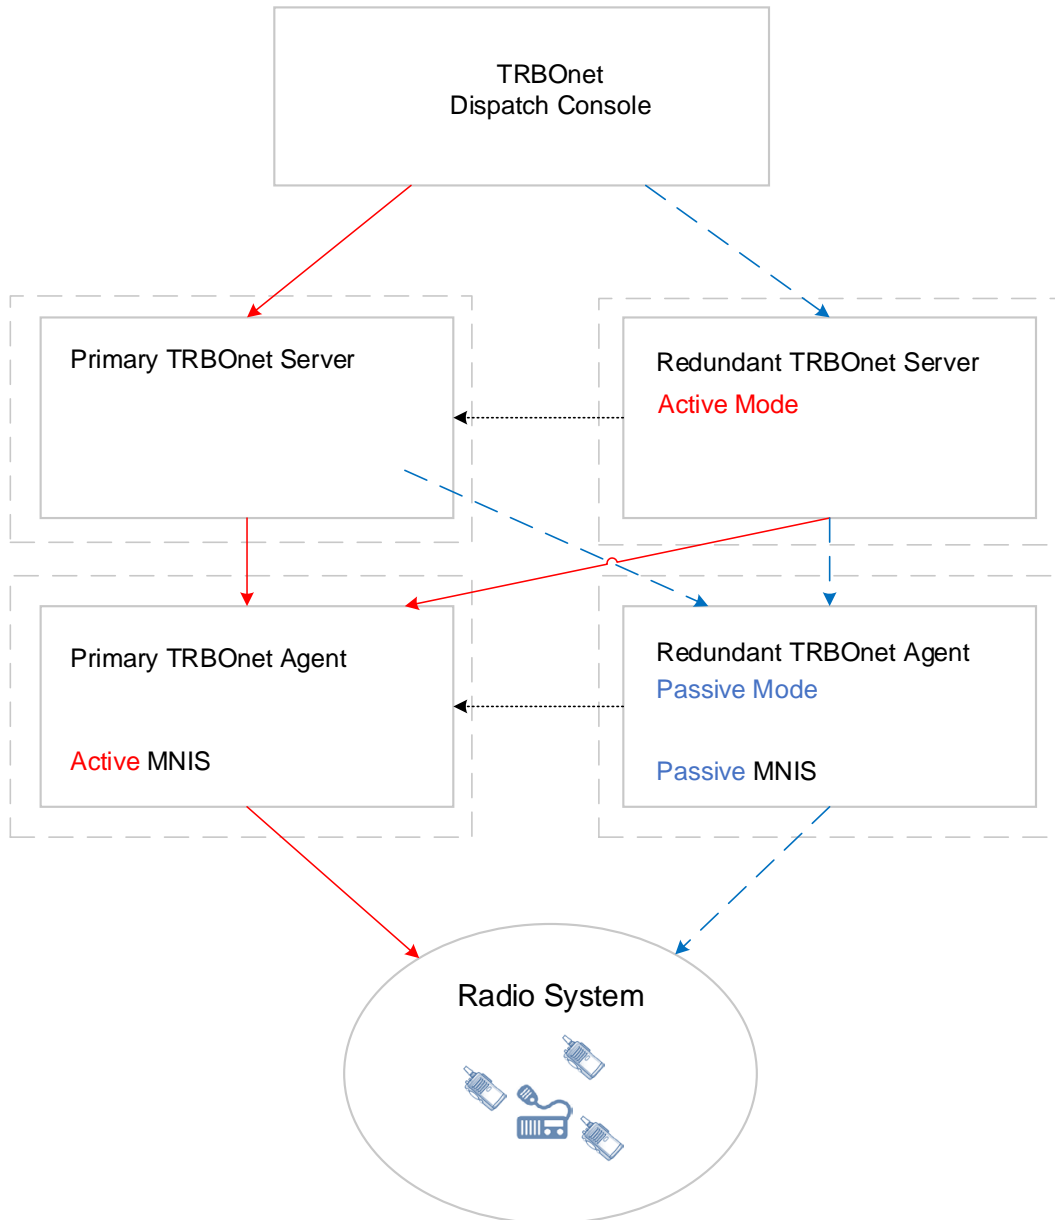 TRBOnet
Dispatch Console
Primary TRBOnet Server
Redundant TRBOnet Server
Active Mode
Primary TRBOnet Agent
Active MNIS
Redundant TRBOnet Agent
Passive Mode
Passive MNIS
Radio System